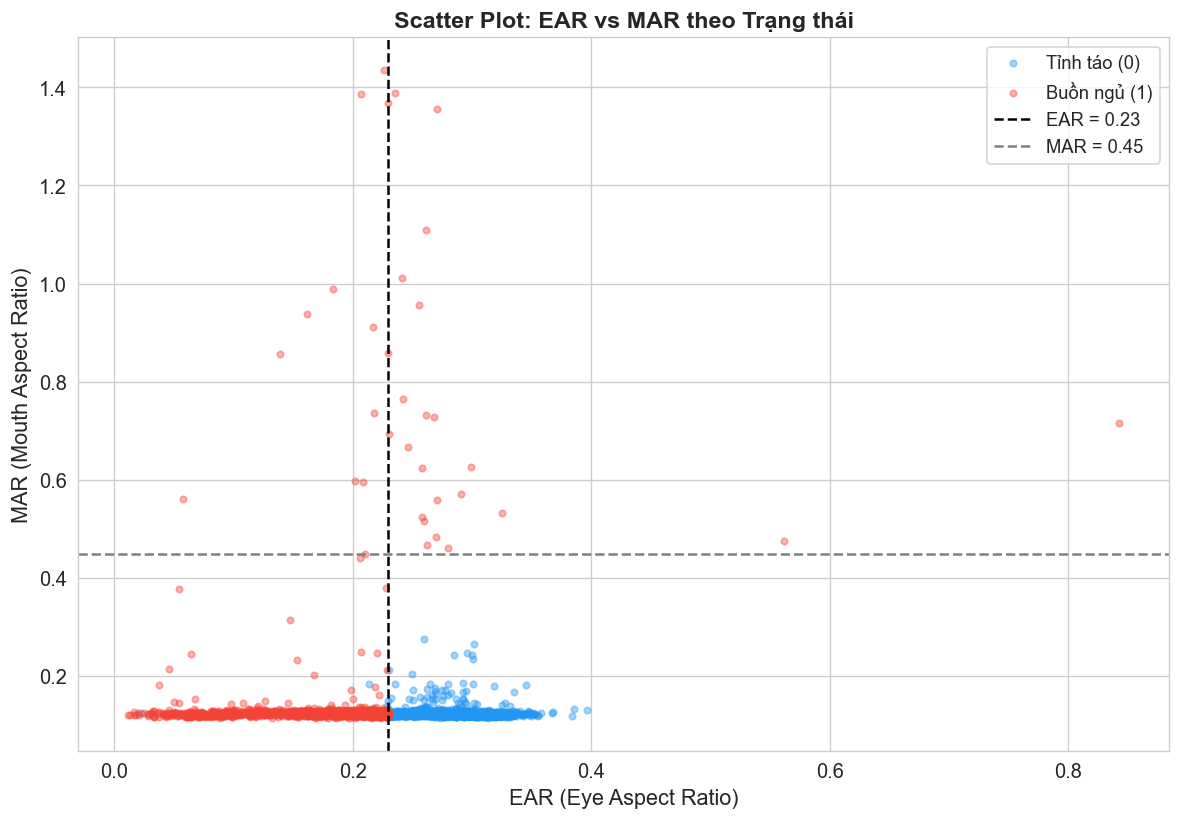 Scatter Plot: EAR vs MAR theo Trạng thái
Tỉnh táo (0)
Buồn ngủ (1)
EAR = 0.23
MAR = 0.45
MAR (Mouth Aspect Ratio)
1.4
1.2
1.0
0.8
0.6
0.4
0.2
0.0
0.2
0.4
0.6
0.8
EAR (Eye Aspect Ratio)